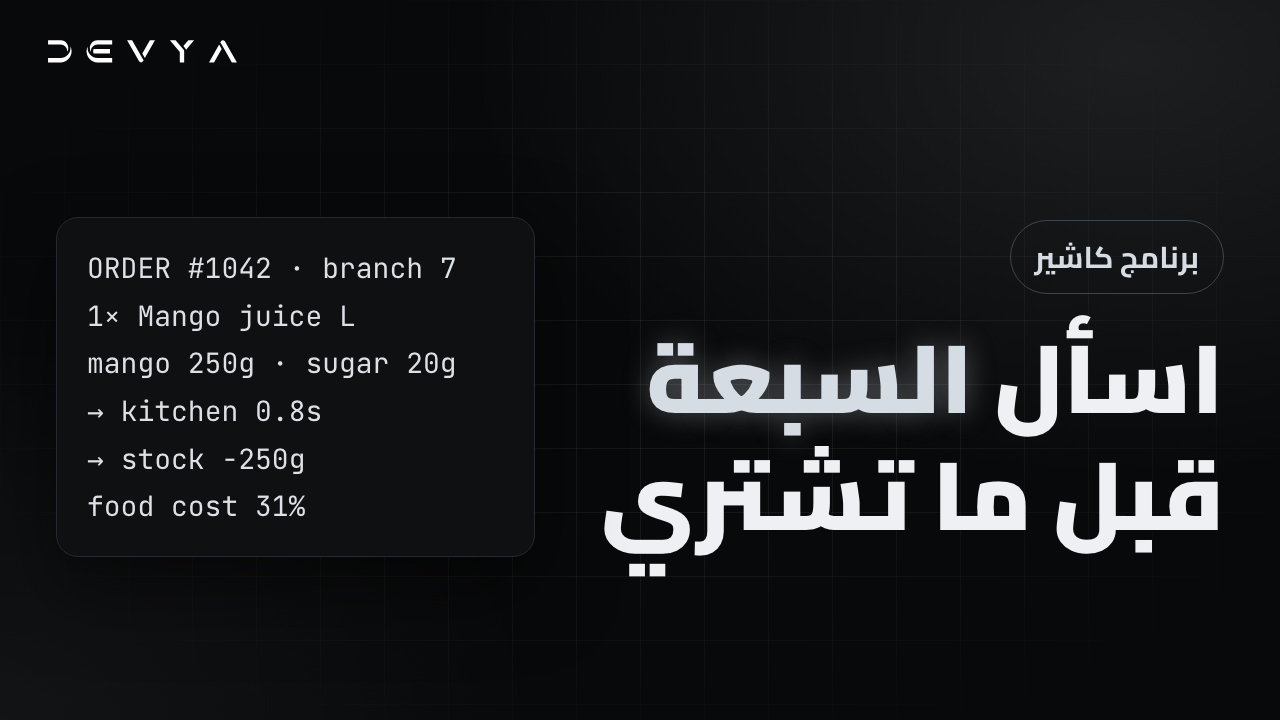 DEVYA
برنامج كاشير
اسأل السبعة
قبل ما تشتري
ORDER #1042 · branch 7
1× Mango juice L
mango 250g · sugar 20g
→ kitchen 0.8s
→ stock -250g
food cost 31%